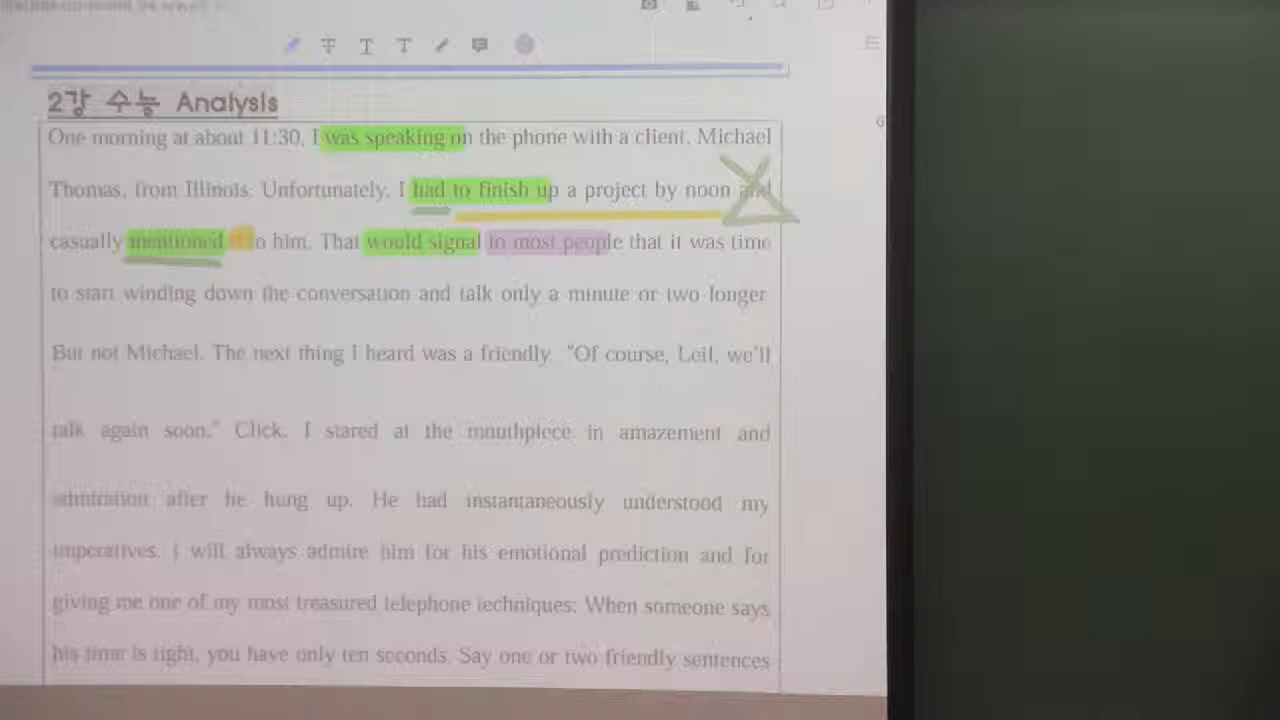 2강 수능 Analysis
One morning at about 11:30, I was speaking on the phone with a client, Michael
Thomas, from Illinois. Unfortunately, I had to finish up a project by noon and
casually mentioned to him. That would signal to most people that it was time
to start winding down the conversation and talk only a minute or two longer.
But not Michael. The next thing I heard was a friendly. "Of course, Leil, we'll
talk again soon." Click. I stared at the mouthpiece in amazement and
admiration after he hung up. He had instantaneously understood my
imperatives. I will always admire him for his emotional prediction and for
giving me one of my most treasured telephone techniques: When someone says
his time is tight, you have only ten seconds. Say one or two friendly sentences